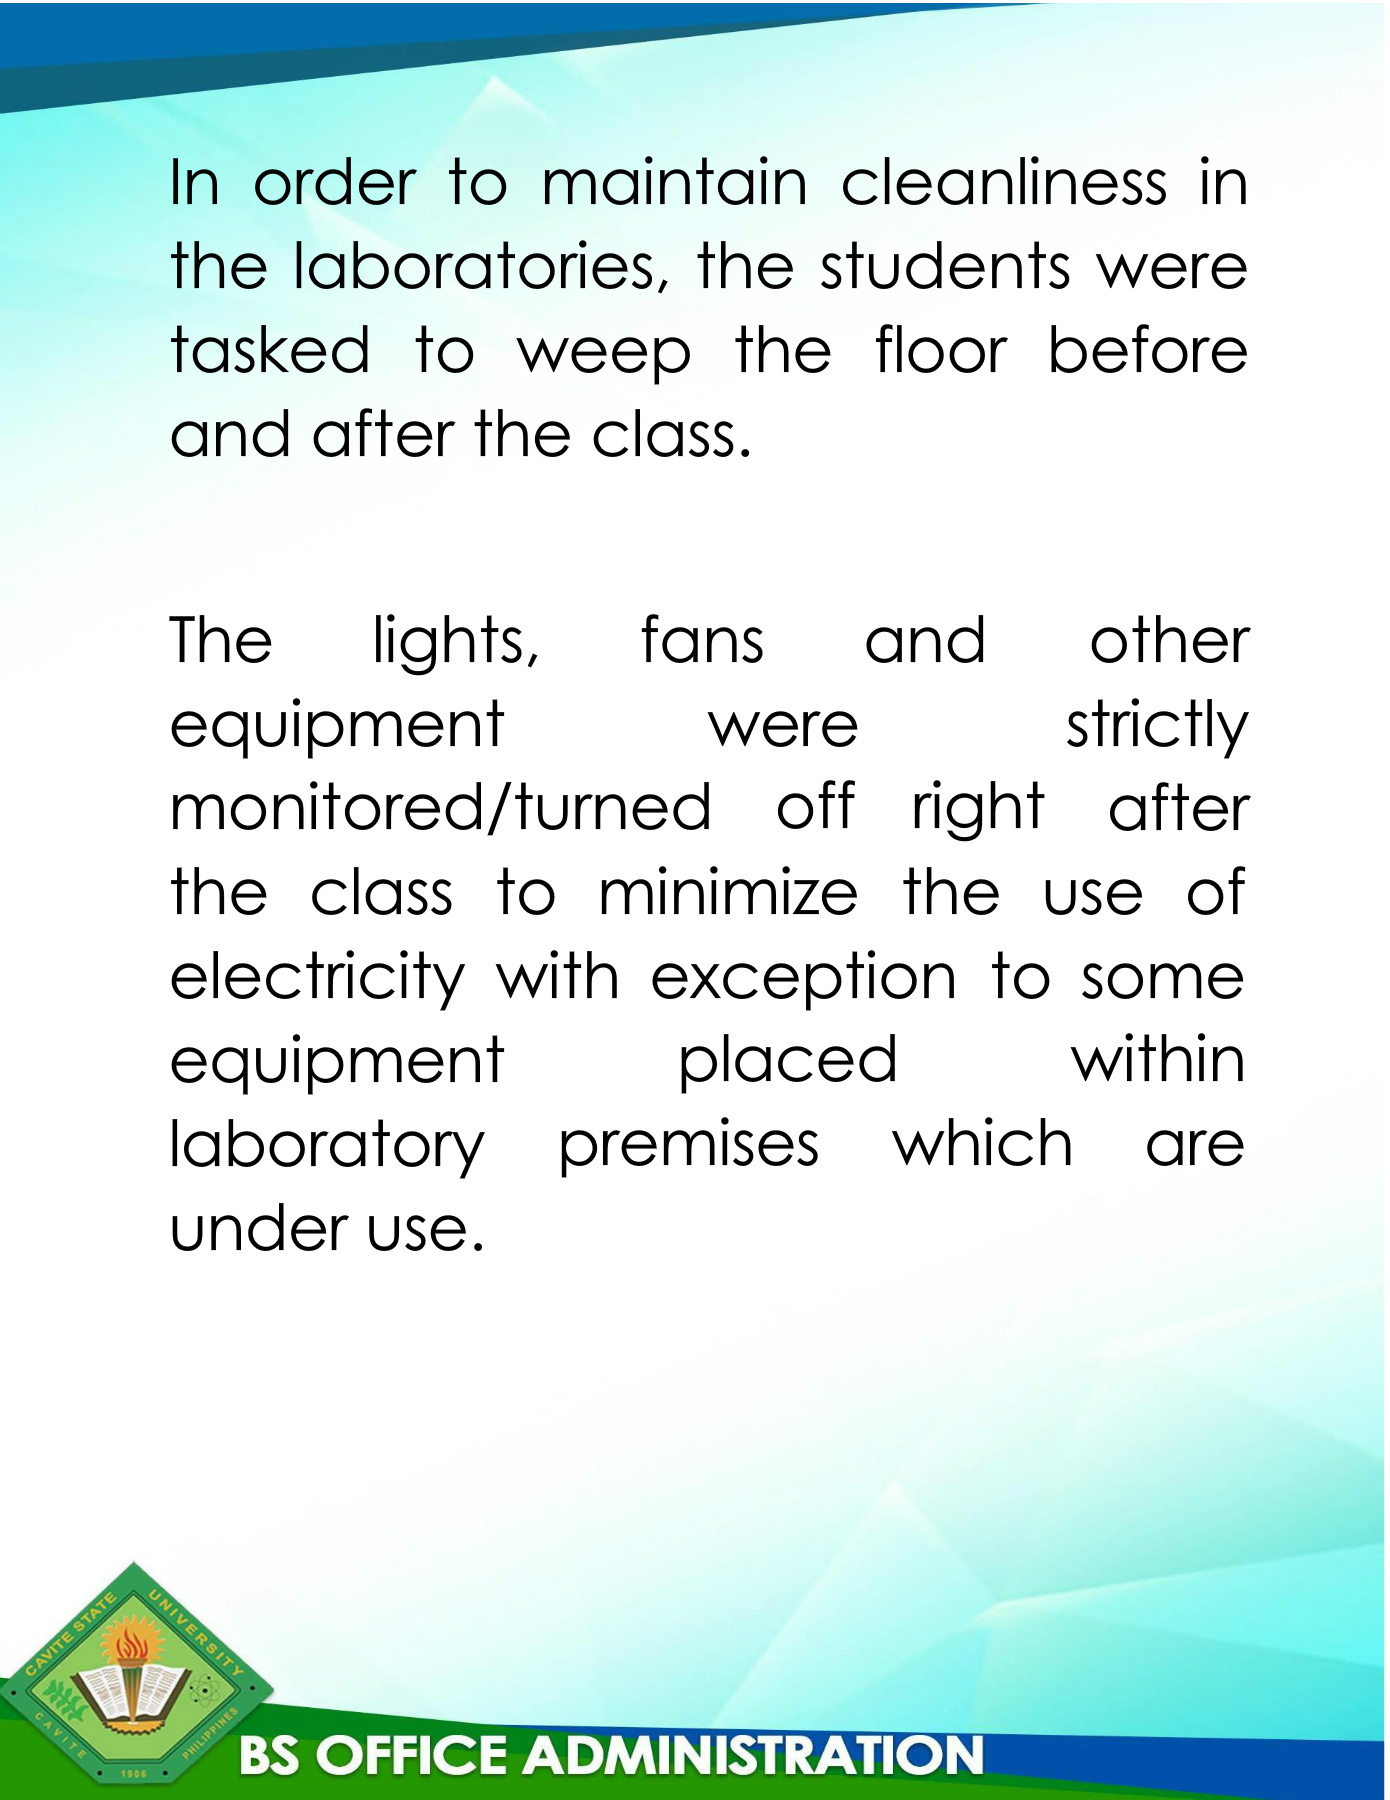 In order to maintain cleanliness in
the laboratories, the students were
tasked to weep the floor before
and after the class.
The lights, fans and other
equipment were strictly
monitored/turned off right after
the class to minimize the use of
electricity with exception to some
equipment placed within
laboratory premises which are
under use.
CAVITE STATE UNIVERSITY
CAVITE PHILIPPINES
1906
BS OFFICE ADMINISTRATION